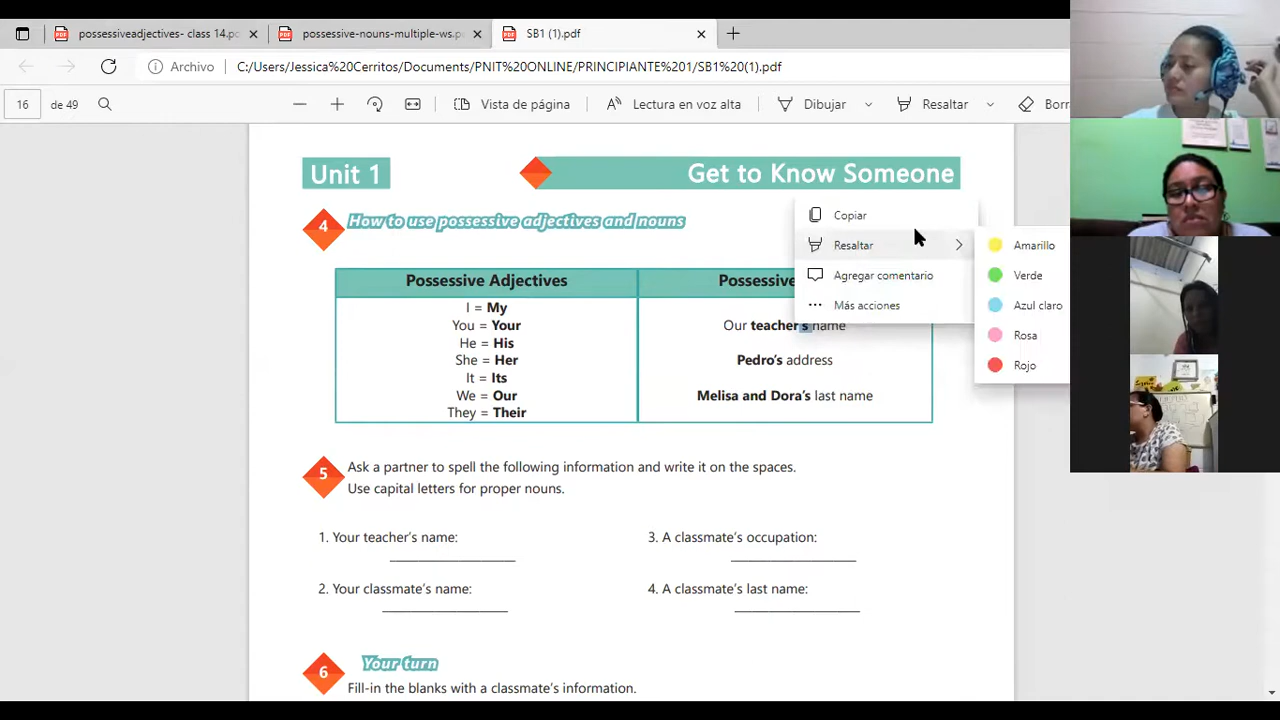 possessiveadjectives- class 14.pc
possessive-nouns-multiple-ws.p
SB1 (1).pdf
Archivo
C:/Users/Jessica%20Cerritos/Documents/PNIT%20ONLINE/PRINCIPIANTE%201/SB1%20(1).pdf
16 de 49
Vista de página
Lectura en voz alta
Dibujar
Resaltar
Borr
Unit 1
Get to Know Someone
4 How to use possessive adjectives and nouns
Copiar
Resaltar
Agregar comentario
Más acciones
Amarillo
Verde
Azul claro
Rosa
Rojo
Possessive Adjectives
I = My
You = Your
He = His
She = Her
It = Its
We = Our
They = Their
Possessive
Our teacher's name
Pedro's address
Melisa and Dora's last name
5 Ask a partner to spell the following information and write it on the spaces.
Use capital letters for proper nouns.
1. Your teacher's name:
2. Your classmate's name:
3. A classmate's occupation:
4. A classmate's last name:
6 Your turn
Fill-in the blanks with a classmate's information.